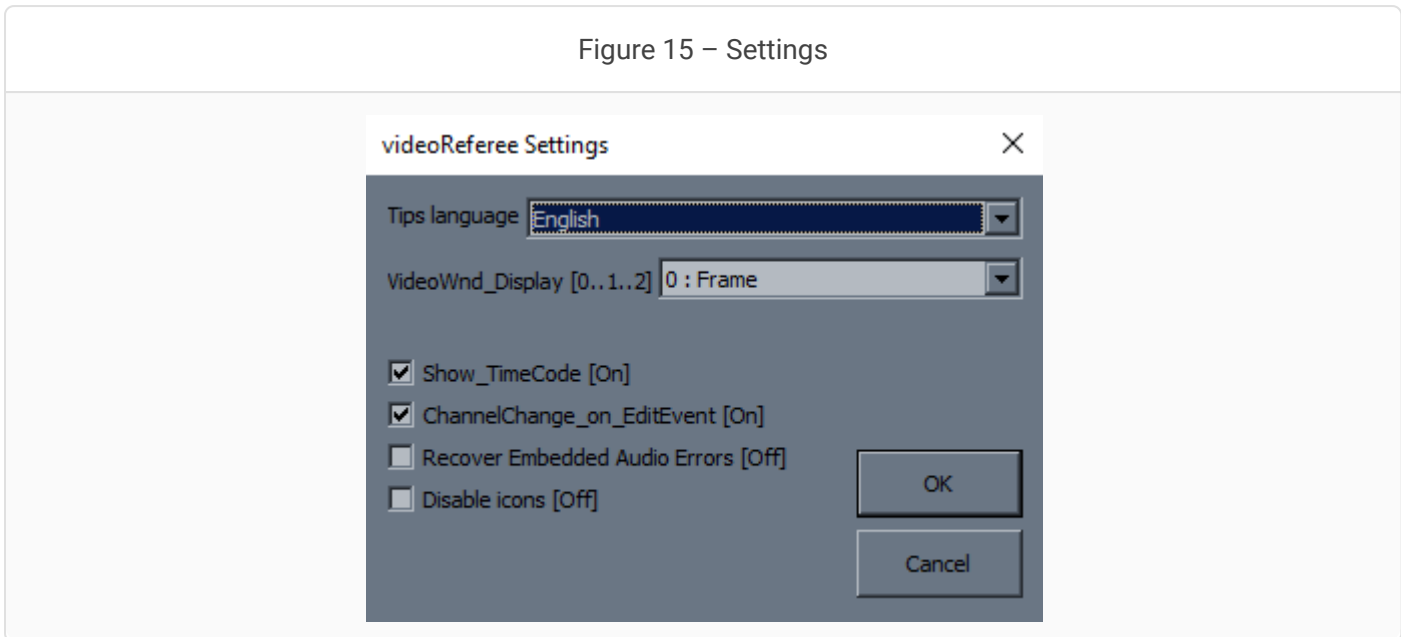 Figure 15 – Settings
videoReferee Settings
Tips language English
VideoWnd_Display [0..1..2] 0 : Frame
Show_TimeCode [On]
ChannelChange_on_EditEvent [On]
Recover Embedded Audio Errors [Off]
OK
Disable icons [Off]
Cancel